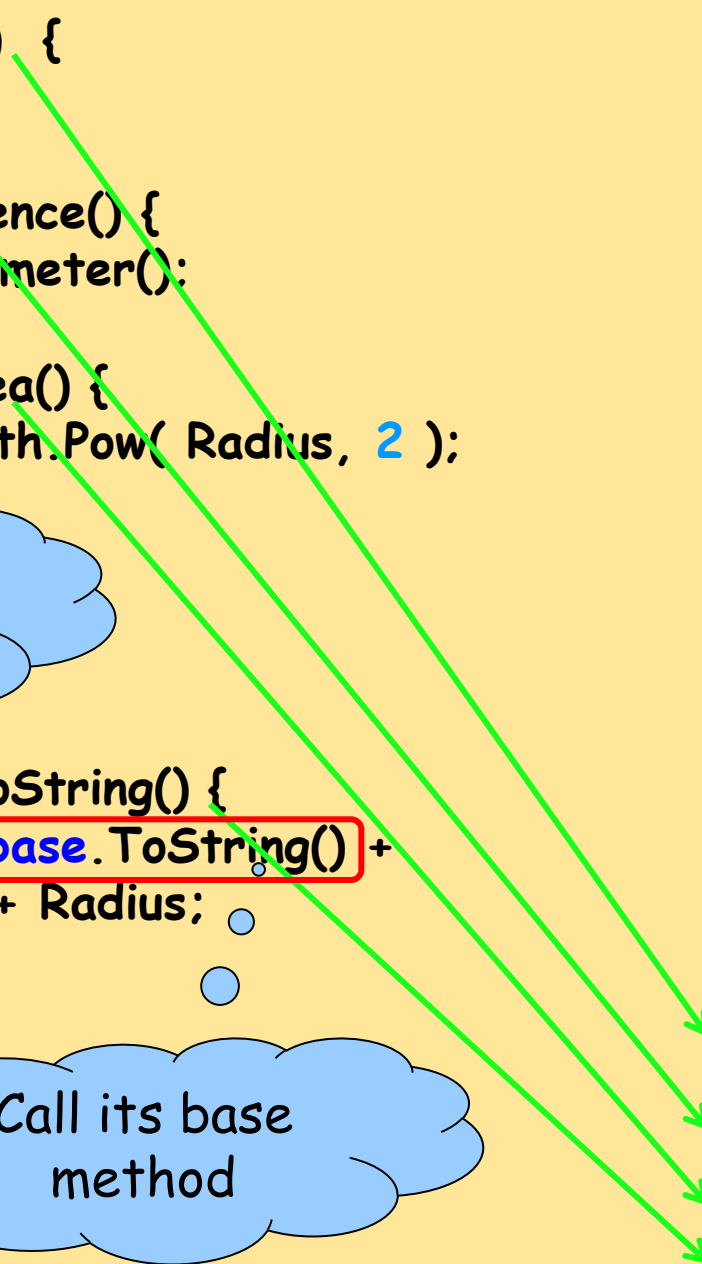 ) {
ence() {
meter();
ea() {
th.Pow( Radius, 2 );
oString() {
base.ToString() +
+ Radius;
Call its base
method